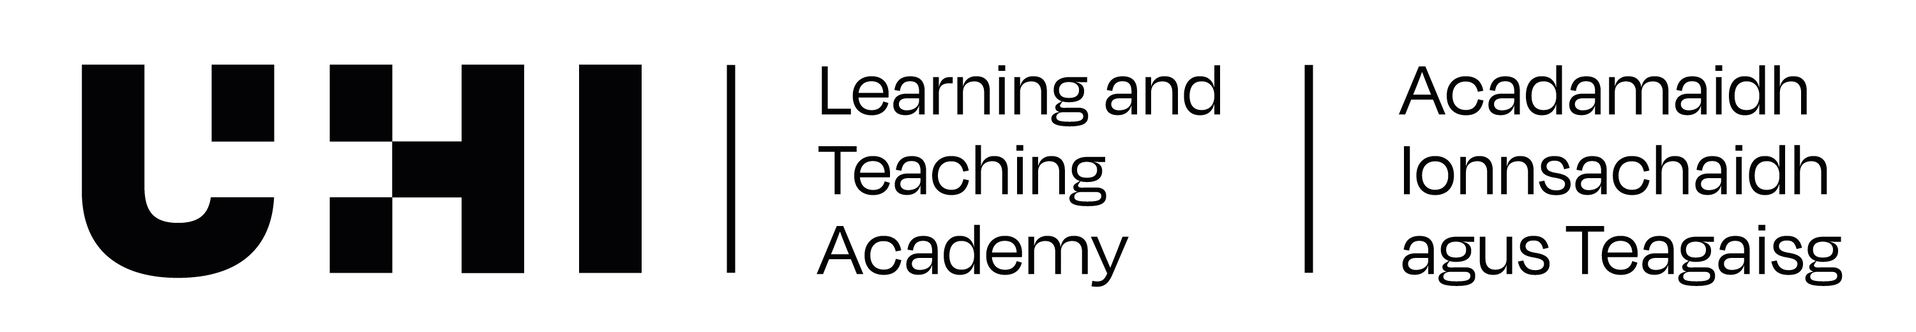 UHI
Learning and
Teaching
Academy
Acadamaidh
Ionnsachaidh
agus Teagaisg